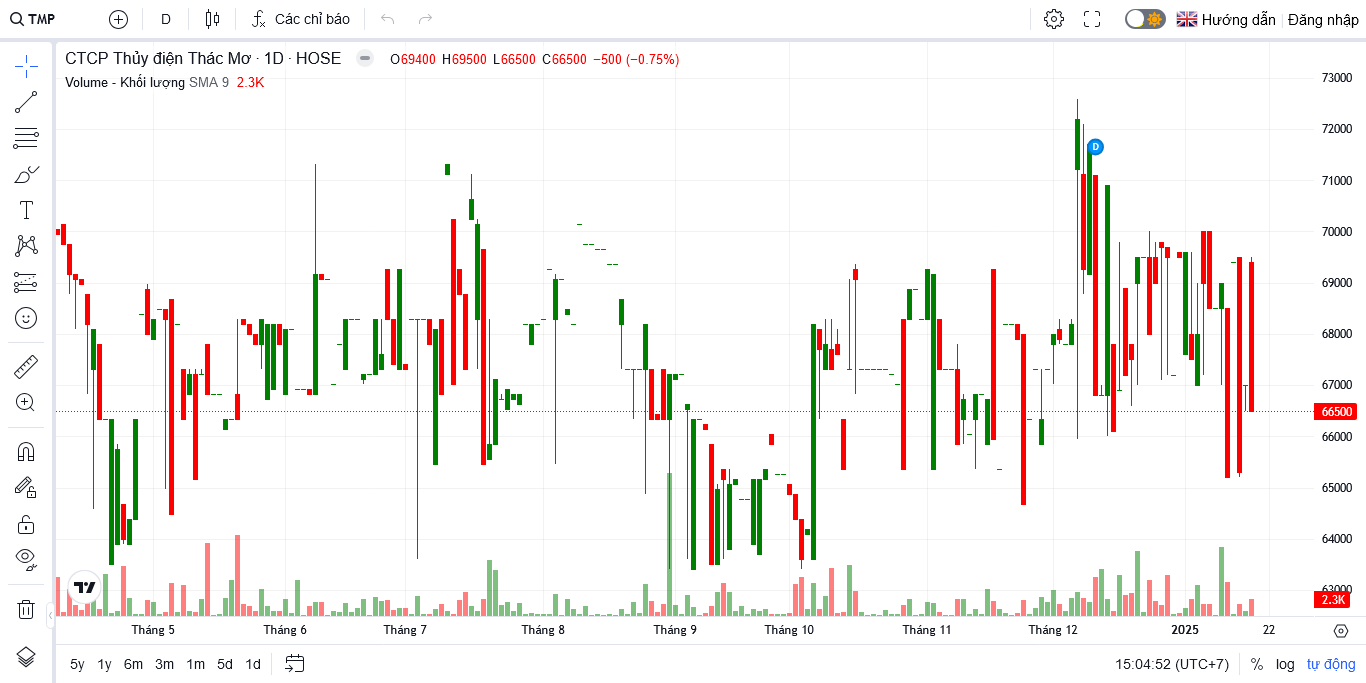 TMP D Các chỉ báo Hướng dẫn Đăng nhập
CTCP Thủy điện Thác Mơ · 1D · HOSE O69400 H69500 L66500 C66500 −500 (−0.75%)
Volume - Khối lượng SMA 9 2.3K
73000
72000
D
71000
70000
69000
68000
67000
66500
66000
65000
64000
63000
2.3K
Tháng 5 Tháng 6 Tháng 7 Tháng 8 Tháng 9 Tháng 10 Tháng 11 Tháng 12 2025 22
5y 1y 6m 3m 1m 5d 1d 15:04:52 (UTC+7) % log tự động